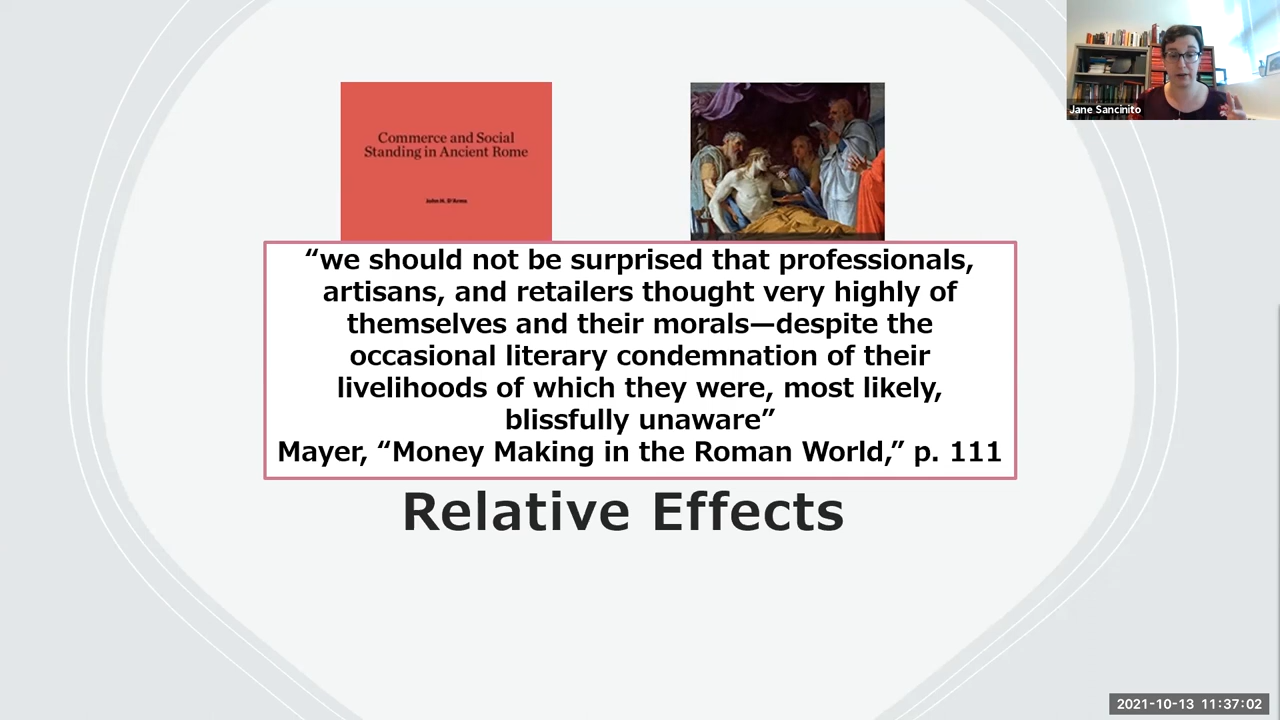 Jane Sancinito
Commerce and Social
Standing in Ancient Rome
John H. D'Arms
“we should not be surprised that professionals,
artisans, and retailers thought very highly of
themselves and their morals—despite the
occasional literary condemnation of their
livelihoods of which they were, most likely,
blissfully unaware”
Mayer, “Money Making in the Roman World,” p. 111
Relative Effects
2021-10-13 11:37:02